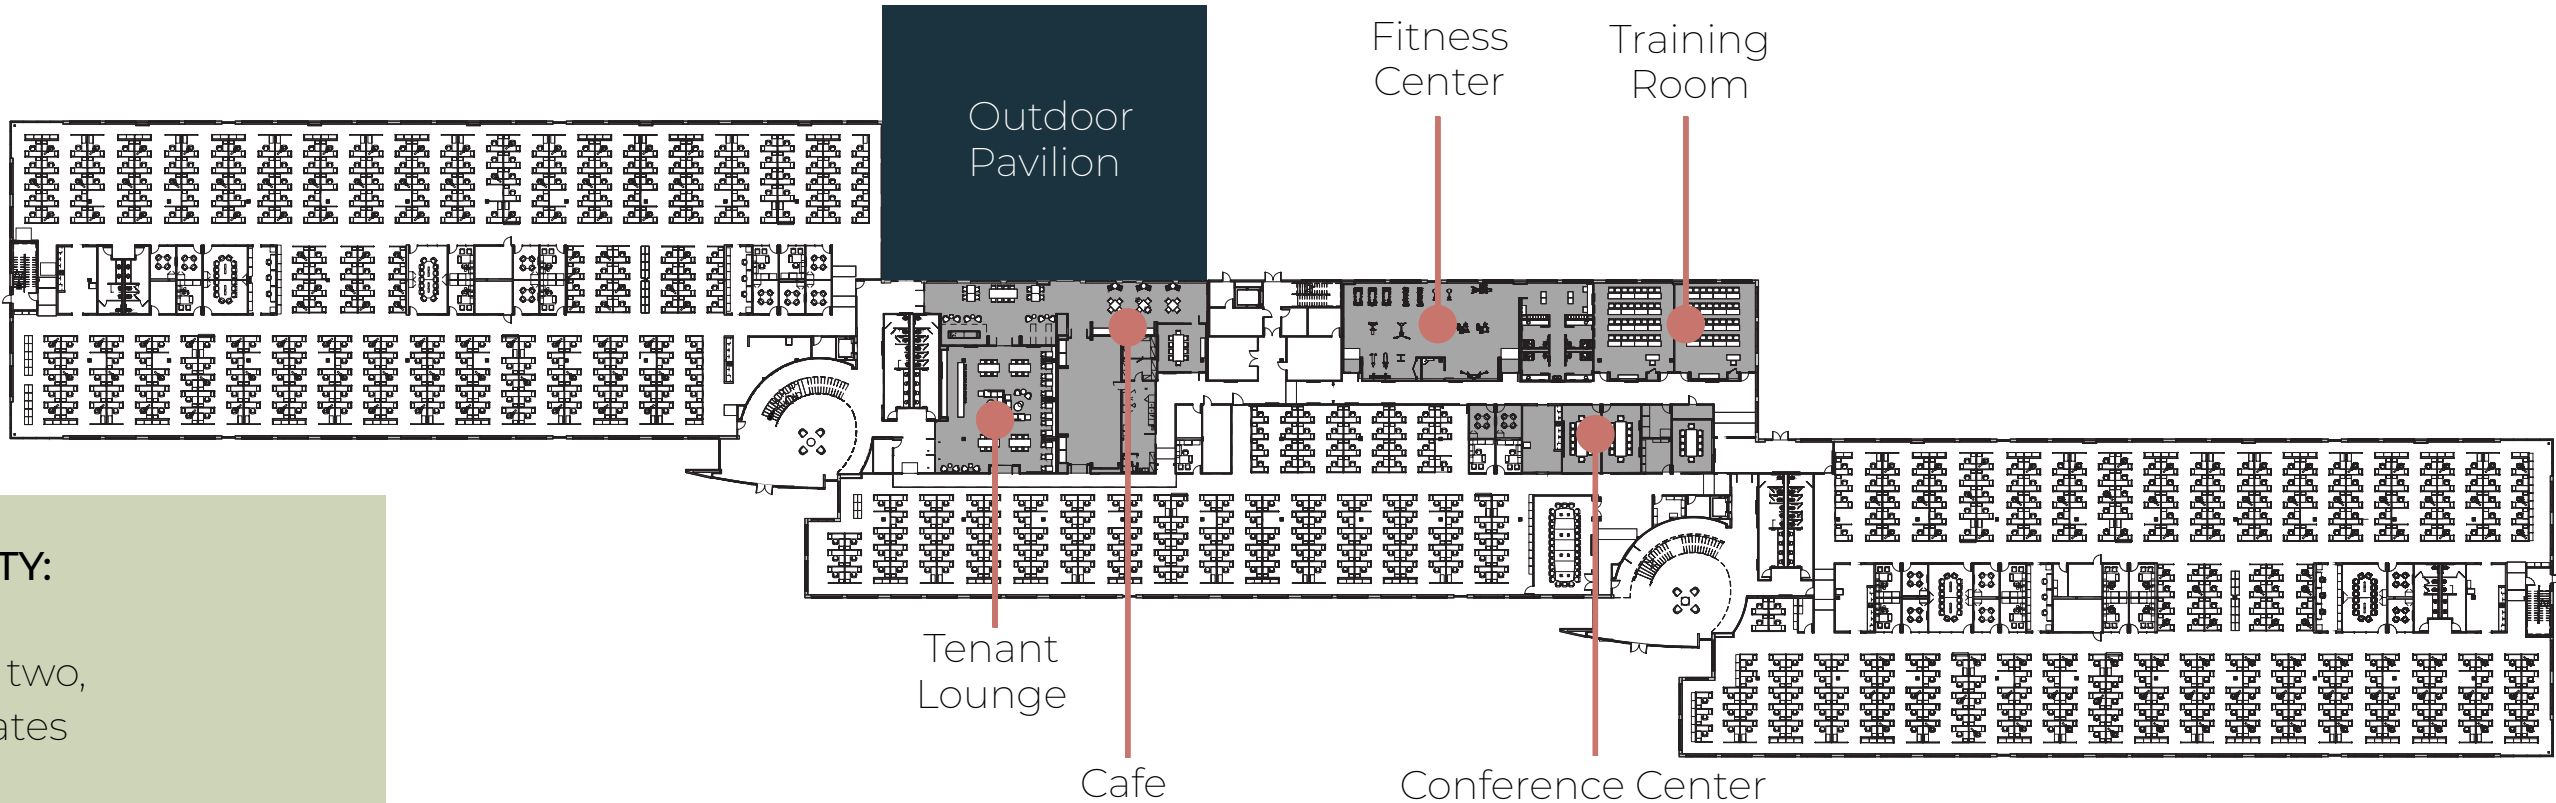 Outdoor
Pavilion
Fitness
Center
Training
Room
TY:
two,
ates
Tenant
Lounge
Cafe
Conference Center